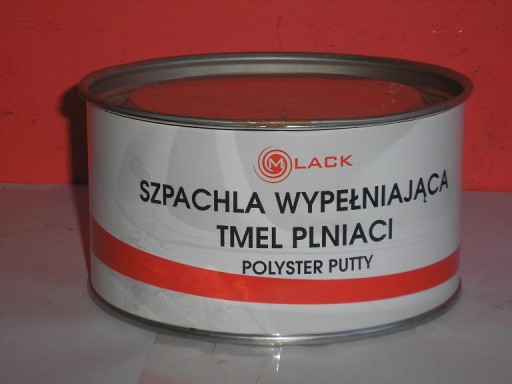 M LACK
SZPACHLA WYPEŁNIAJĄCA
TMEL PLNIACI
POLYSTER PUTTY